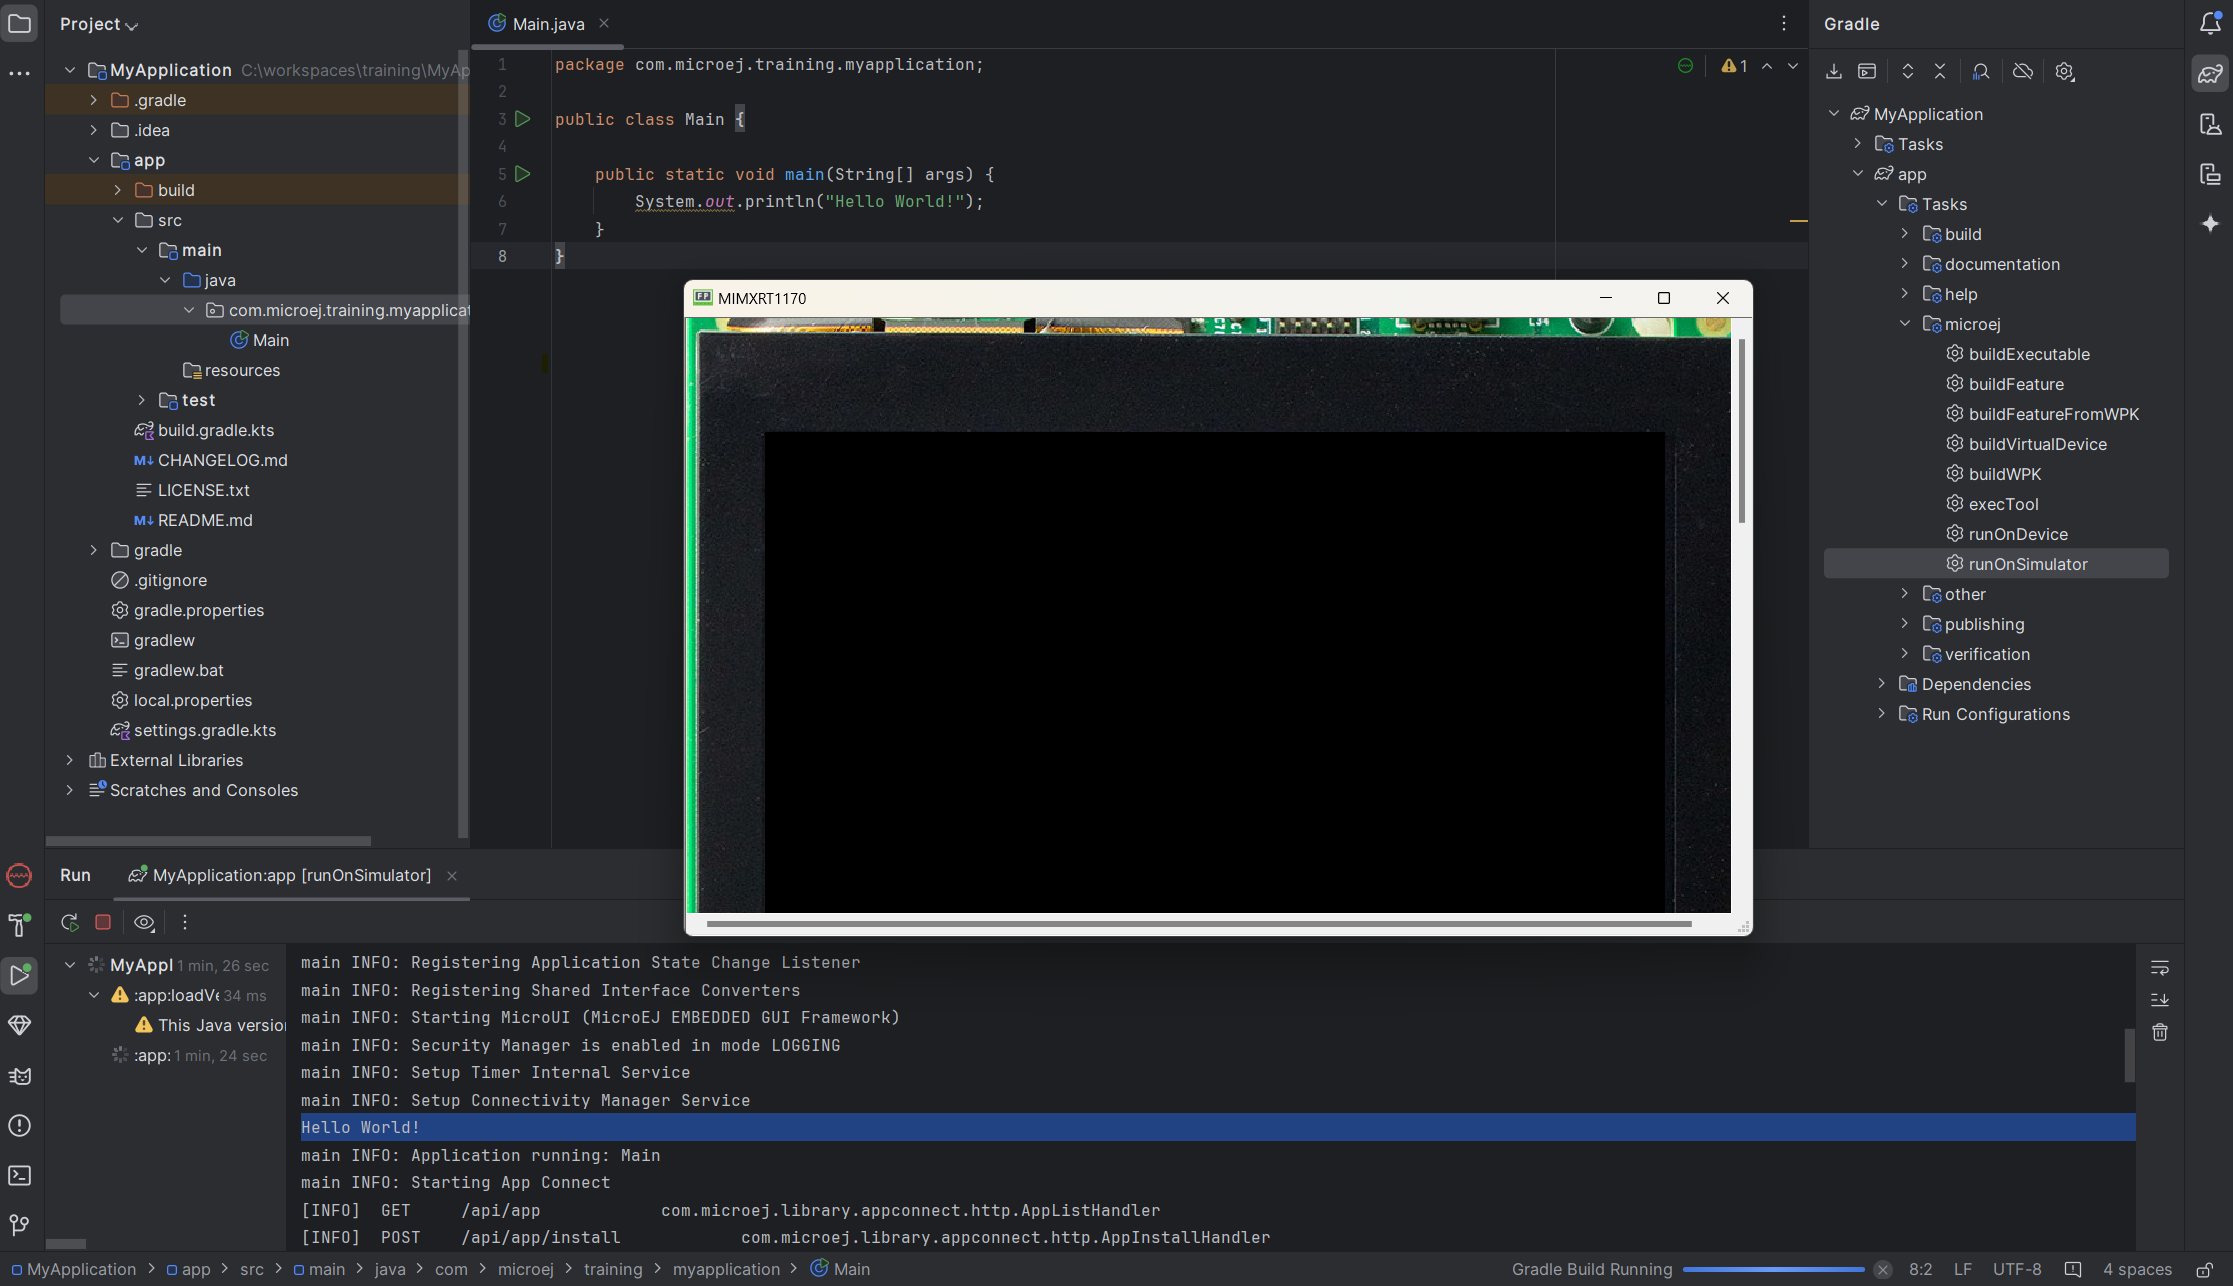 Project
MyApplication C:\workspaces\training\MyAp
.gradle
.idea
app
build
src
main
java
com.microej.training.myapplicat
Main
resources
test
build.gradle.kts
M↓ CHANGELOG.md
LICENSE.txt
M↓ README.md
gradle
.gitignore
gradle.properties
gradlew
gradlew.bat
local.properties
settings.gradle.kts
External Libraries
Scratches and Consoles
Main.java
1 package com.microej.training.myapplication;
2
3 public class Main {
4
5 public static void main(String[] args) {
6 System.out.println("Hello World!");
7 }
8 }
1
MIMXRT1170
Gradle
MyApplication
Tasks
app
Tasks
build
documentation
help
microej
buildExecutable
buildFeature
buildFeatureFromWPK
buildVirtualDevice
buildWPK
execTool
runOnDevice
runOnSimulator
other
publishing
verification
Dependencies
Run Configurations
Run MyApplication:app [runOnSimulator]
MyAppl 1 min, 26 sec
:app:loadVe 34 ms
This Java version
:app: 1 min, 24 sec
main INFO: Registering Application State Change Listener
main INFO: Registering Shared Interface Converters
main INFO: Starting MicroUI (MicroEJ EMBEDDED GUI Framework)
main INFO: Security Manager is enabled in mode LOGGING
main INFO: Setup Timer Internal Service
main INFO: Setup Connectivity Manager Service
Hello World!
main INFO: Application running: Main
main INFO: Starting App Connect
[INFO] GET /api/app com.microej.library.appconnect.http.AppListHandler
[INFO] POST /api/app/install com.microej.library.appconnect.http.AppInstallHandler
MyApplication > app > src > main > java > com > microej > training > myapplication > Main
Gradle Build Running 8:2 LF UTF-8 4 spaces